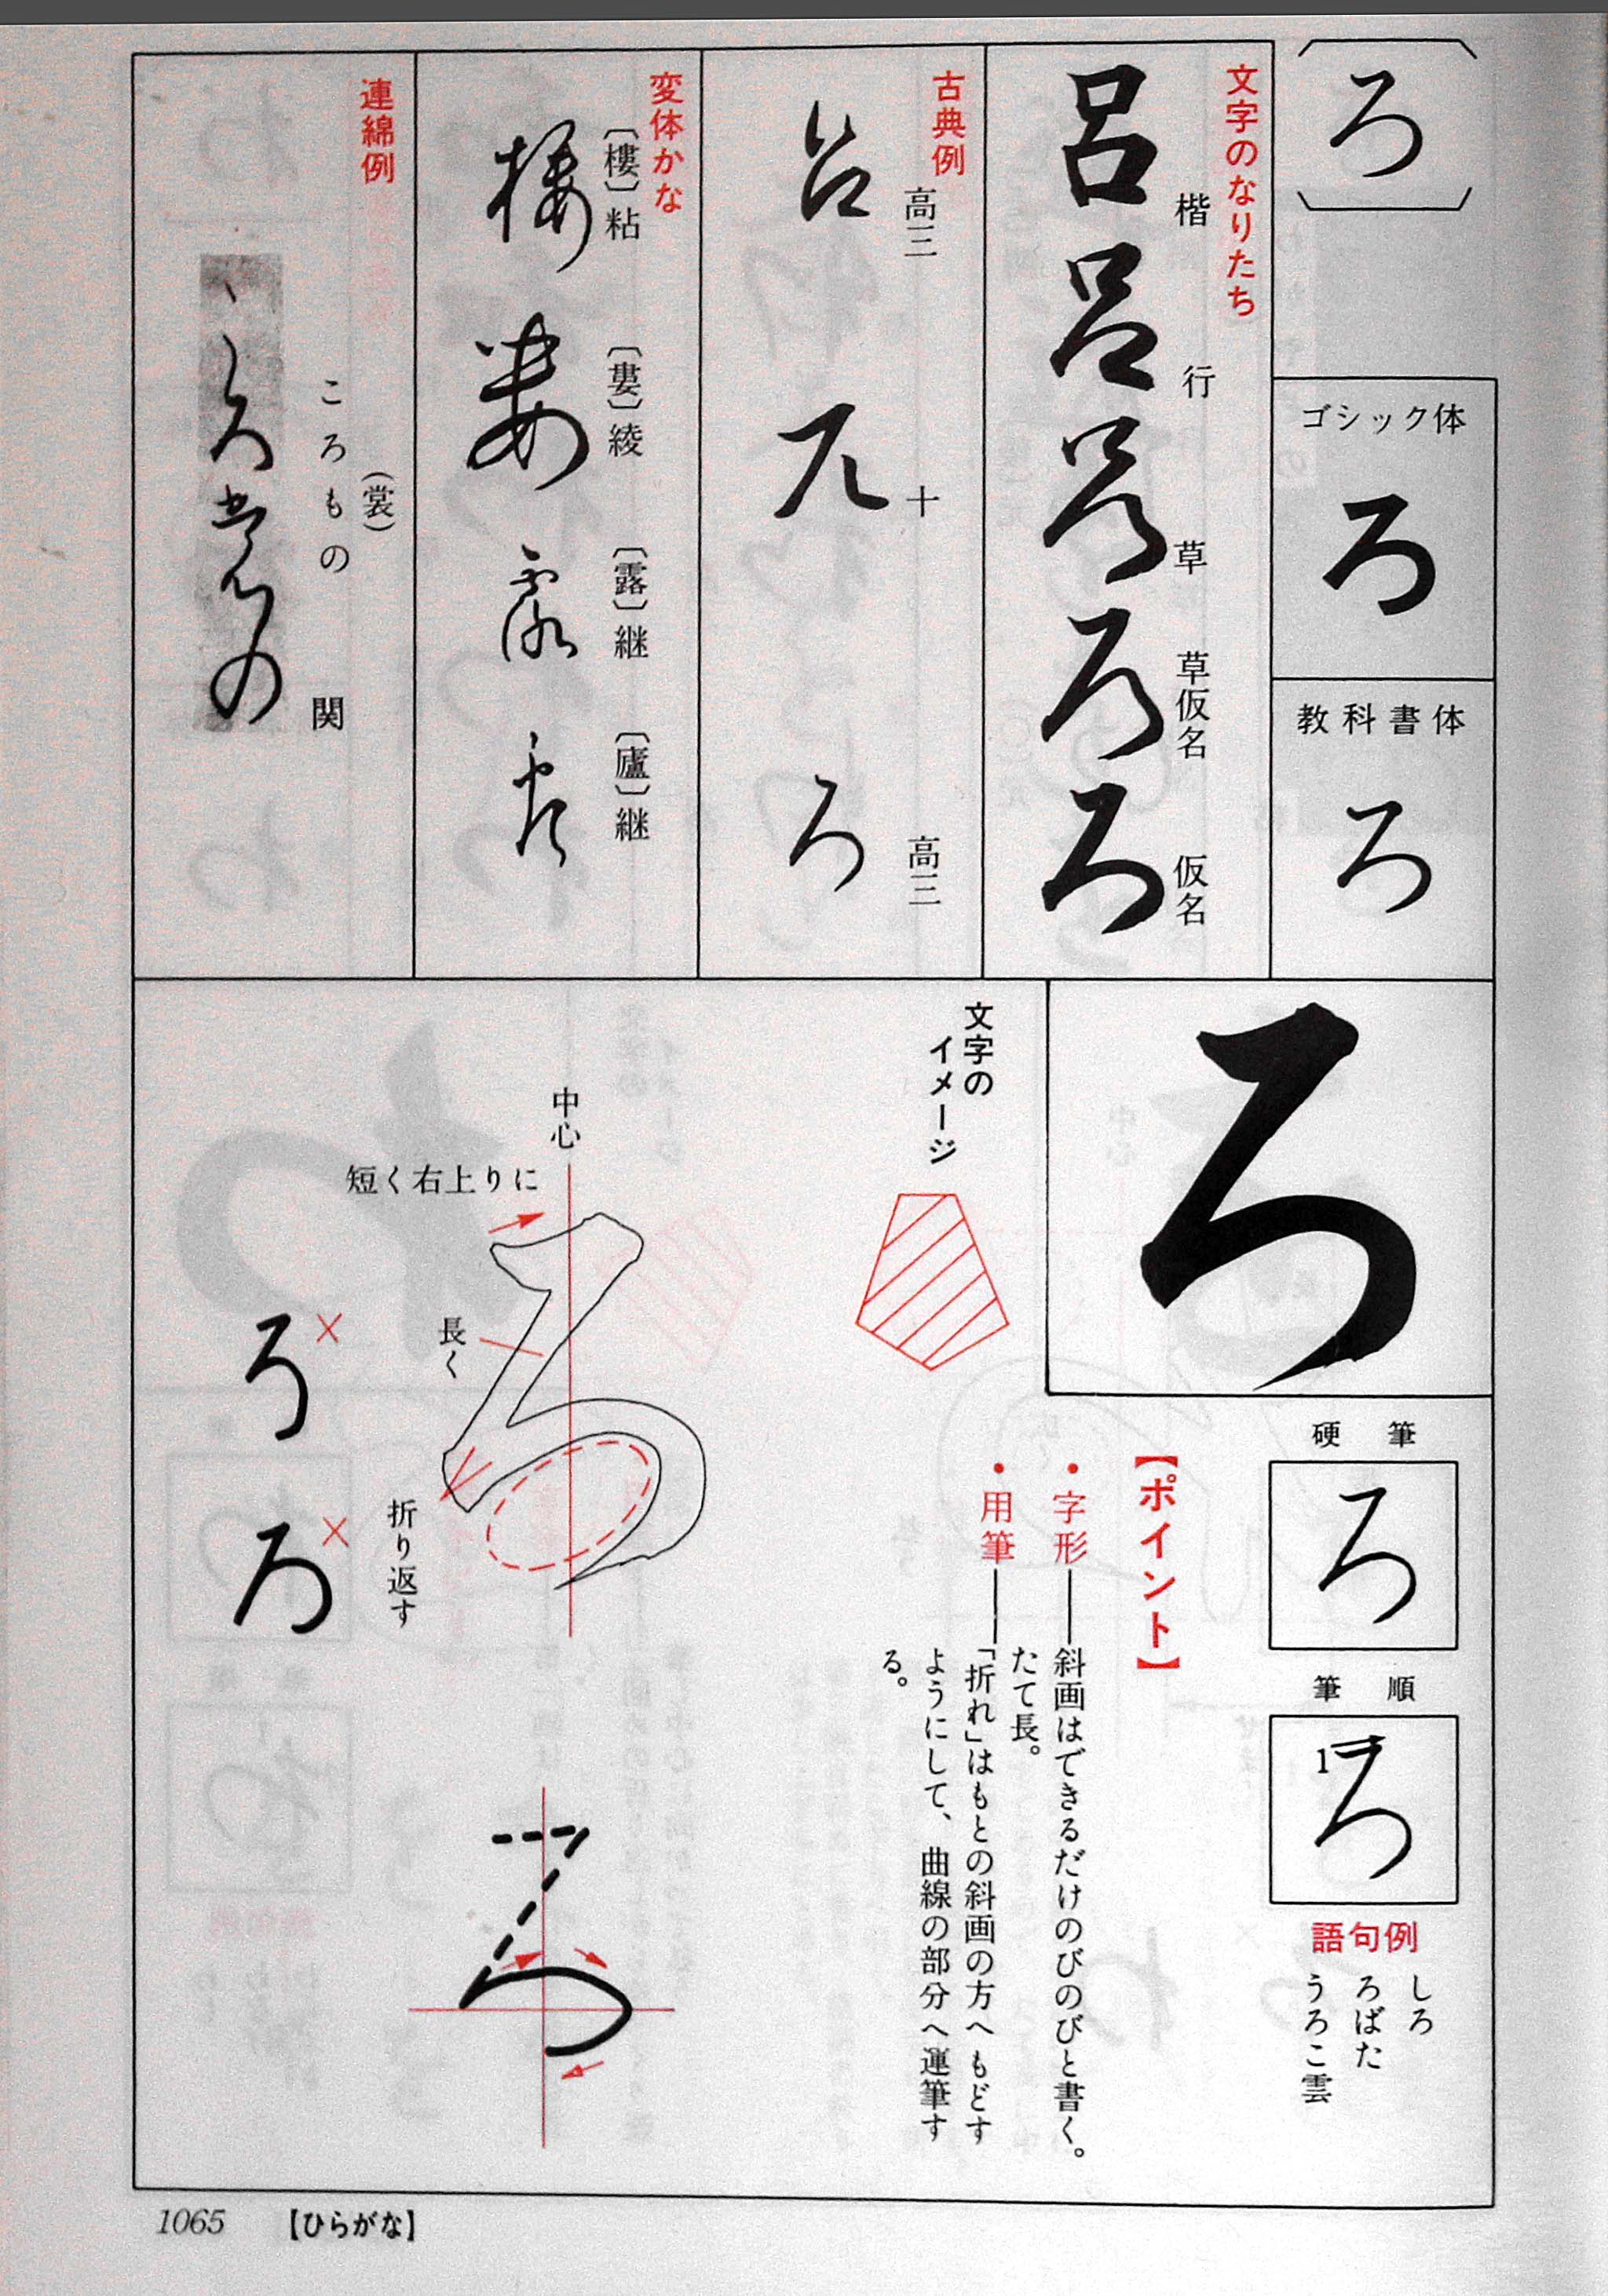 ろ
ゴシック体
ろ
教科書体
ろ
文字のなりたち
呂 楷
呂 行
呂 草
ろ 草仮名
ろ 仮名
古典例
呂 高三
十
ろ 高三
変体かな
〔樓〕粘
〔婁〕綾
〔露〕継
〔廬〕継
連綿例
(裳)
ころもの 関
ろ
硬筆
ろ
筆順
1
ろ
語句例
しろ
ろばた
うろこ雲
【ポイント】
・字形――斜画はできるだけのびのびと書く。
たて長。
・用筆――「折れ」はもとの斜画の方へもどす
ようにして、曲線の部分へ運筆す
る。
文字の
イメージ
中心
短く右上りに
長く
折り返す
ろ ×
ろ ×
1065 【ひらがな】